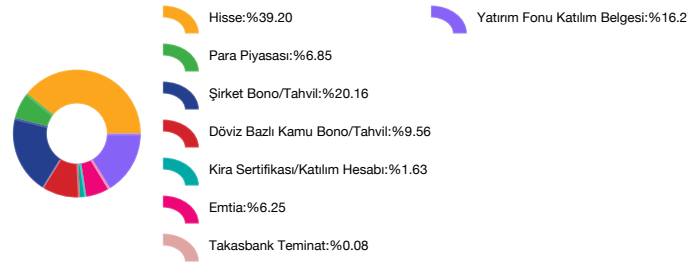 Hisse:%39.20
Para Piyasası:%6.85
Şirket Bono/Tahvil:%20.16
Döviz Bazlı Kamu Bono/Tahvil:%9.56
Kira Sertifikası/Katılım Hesabı:%1.63
Emtia:%6.25
Takasbank Teminat:%0.08
Yatırım Fonu Katılım Belgesi:%16.2